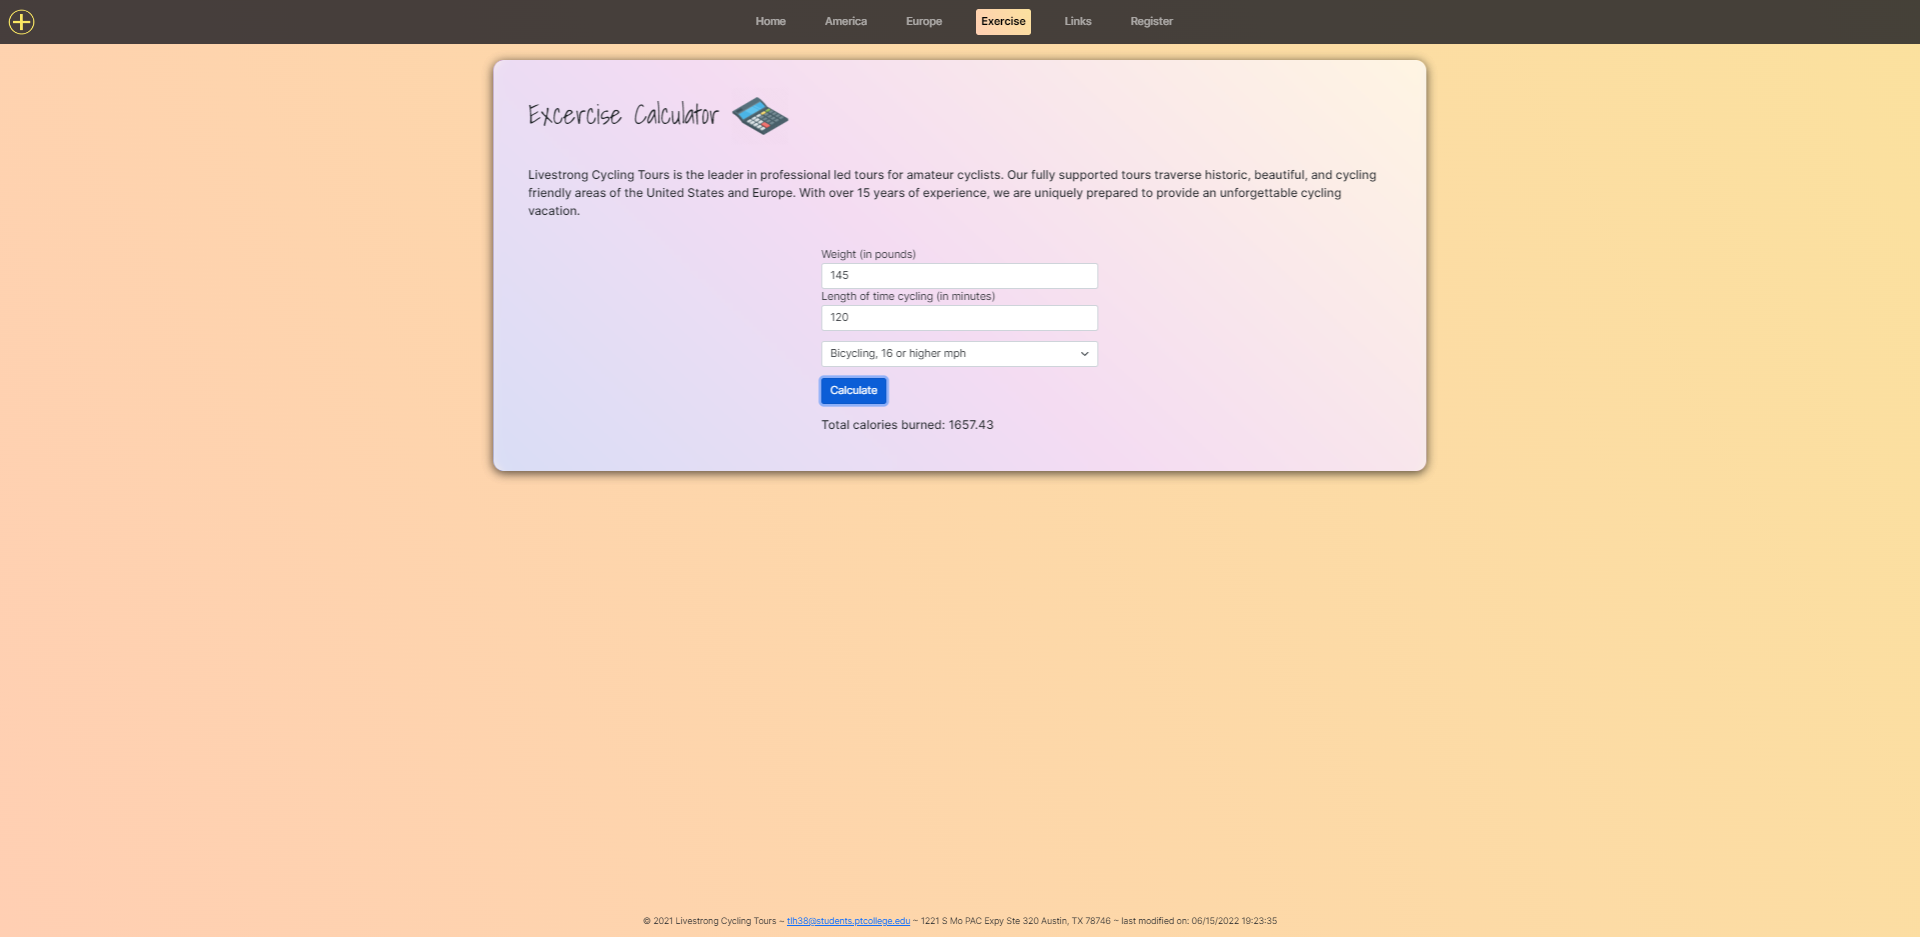 Home America Europe Exercise Links Register
Excercise Calculator
Livestrong Cycling Tours is the leader in professional led tours for amateur cyclists. Our fully supported tours traverse historic, beautiful, and cycling
friendly areas of the United States and Europe. With over 15 years of experience, we are uniquely prepared to provide an unforgettable cycling
vacation.
Weight (in pounds)
145
Length of time cycling (in minutes)
120
Bicycling, 16 or higher mph
Calculate
Total calories burned: 1657.43
© 2021 Livestrong Cycling Tours ~ tlh38@students.ptcollege.edu ~ 1221 S Mo PAC Expy Ste 320 Austin, TX 78746 ~ last modified on: 06/15/2022 19:23:35